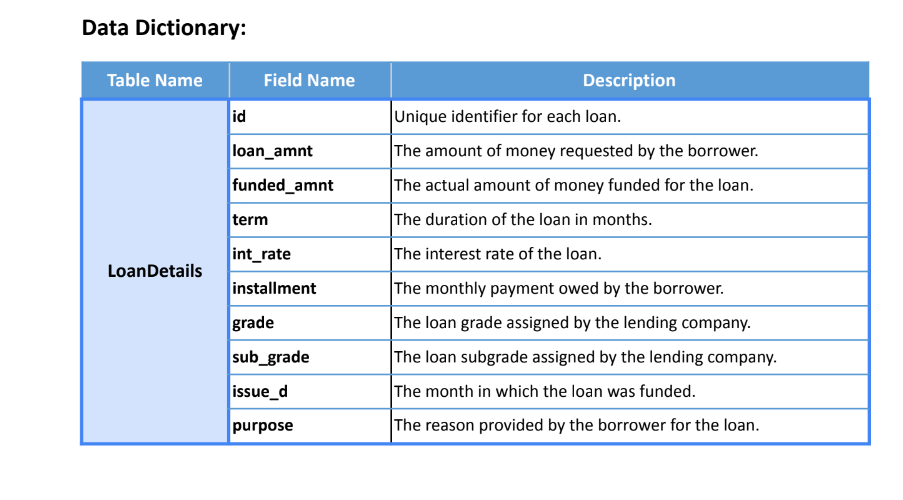 Data Dictionary:
Table Name Field Name Description
id Unique identifier for each loan.
loan_amnt The amount of money requested by the borrower.
funded_amnt The actual amount of money funded for the loan.
term The duration of the loan in months.
int_rate The interest rate of the loan.
LoanDetails
installment The monthly payment owed by the borrower.
grade The loan grade assigned by the lending company.
sub_grade The loan subgrade assigned by the lending company.
issue_d The month in which the loan was funded.
purpose The reason provided by the borrower for the loan.